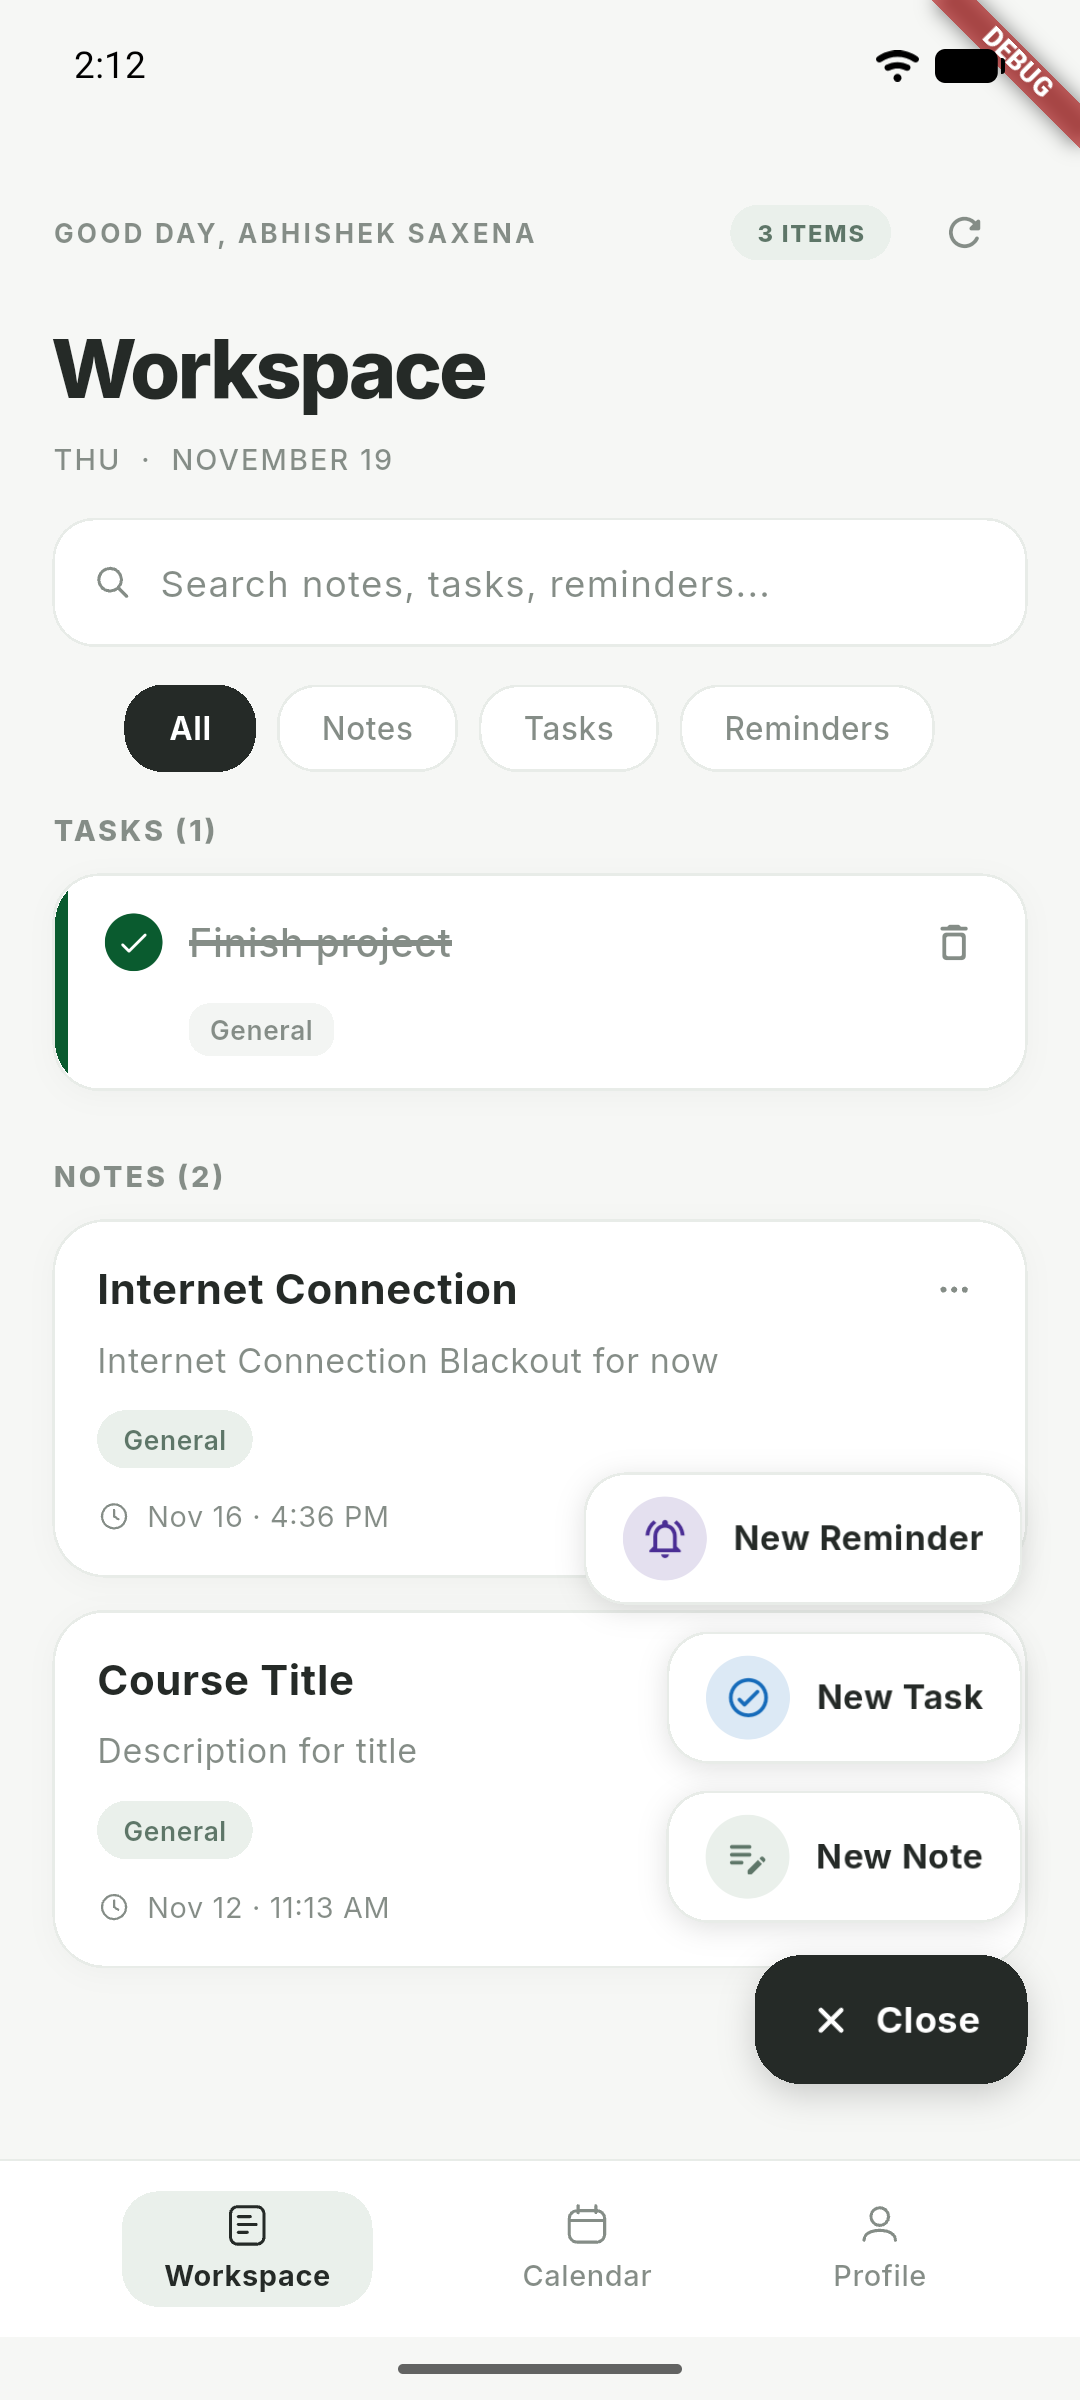 2:12
DEBUG
GOOD DAY, ABHISHEK SAXENA
3 ITEMS
Workspace
THU · NOVEMBER 19
Search notes, tasks, reminders...
All
Notes
Tasks
Reminders
TASKS (1)
Finish project
General
NOTES (2)
Internet Connection
Internet Connection Blackout for now
General
Nov 16 · 4:36 PM
New Reminder
Course Title
New Task
Description for title
General
New Note
Nov 12 · 11:13 AM
Close
Workspace
Calendar
Profile